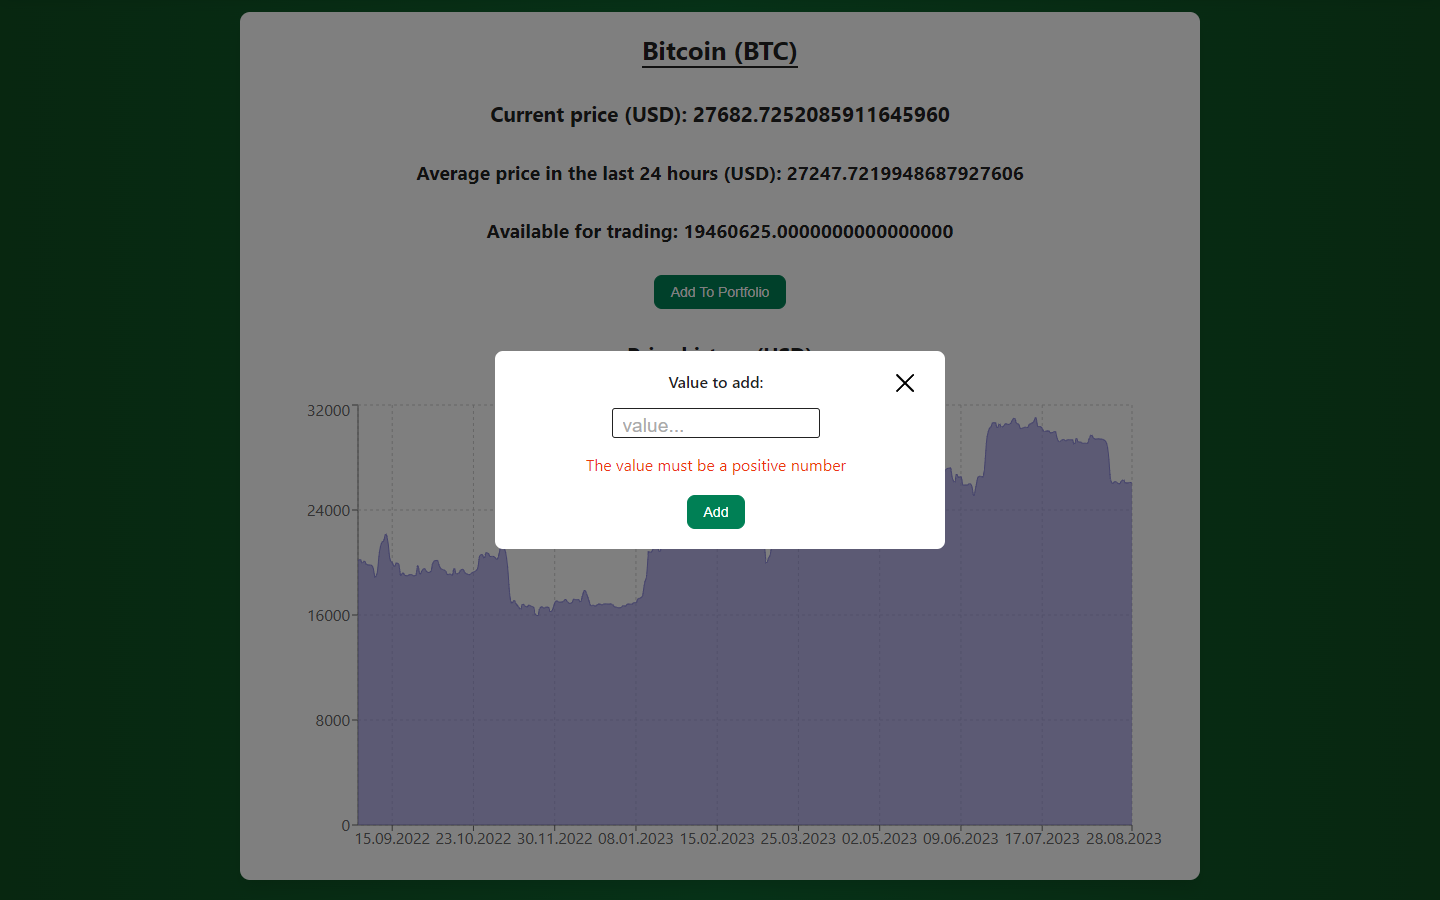 Bitcoin (BTC)
Current price (USD): 27682.7252085911645960
Average price in the last 24 hours (USD): 27247.7219948687927606
Available for trading: 19460625.0000000000000000
Add To Portfolio
Value to add:
value...
The value must be a positive number
Add
32000
24000
16000
8000
0
15.09.2022 23.10.2022 30.11.2022 08.01.2023 15.02.2023 25.03.2023 02.05.2023 09.06.2023 17.07.2023 28.08.2023